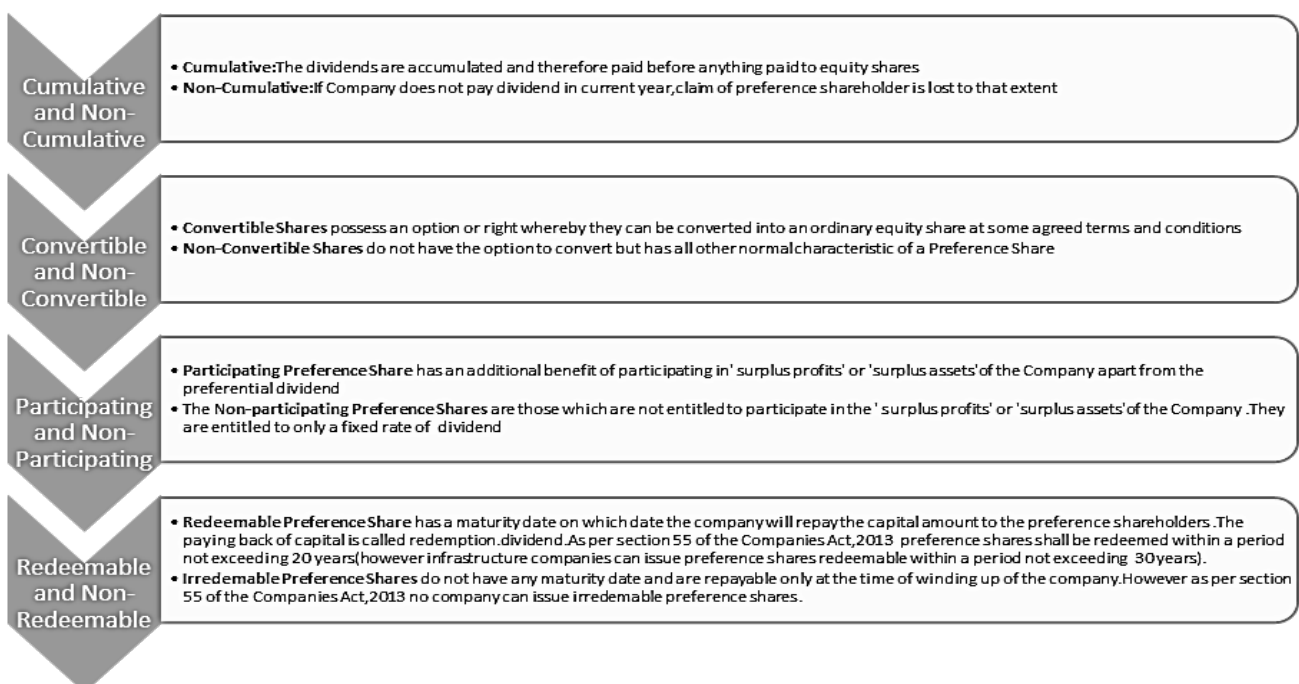 Cumulative
and Non-
Cumulative
• Cumulative:The dividends are accumulated and therefore paid before anything paid to equity shares
• Non-Cumulative:If Company does not pay dividend in current year,claim of preference shareholder is lost to that extent
Convertible
and Non-
Convertible
• Convertible Shares possess an option or right whereby they can be converted into an ordinary equity share at some agreed terms and conditions
• Non-Convertible Shares do not have the option to convert but has all other normal characteristic of a Preference Share
Participating
and Non-
Participating
• Participating Preference Share has an additional benefit of participating in' surplus profits' or 'surplus assets'of the Company apart from the
preferential dividend
• The Non-participating Preference Shares are those which are not entitled to participate in the ' surplus profits' or 'surplus assets'of the Company .They
are entitled to only a fixed rate of dividend
Redeemable
and Non-
Redeemable
• Redeemable Preference Share has a maturity date on which date the company will repay the capital amount to the preference shareholders .The
paying back of capital is called redemption.dividend.As per section 55 of the Companies Act,2013 preference shares shall be redeemed within a period
not exceeding 20 years(however infrastructure companies can issue preference shares redeemable within a period not exceeding 30 years).
• Irredemable Preference Shares do not have any maturity date and are repayable only at the time of winding up of the company.However as per section
55 of the Companies Act,2013 no company can issue irredemable preference shares.